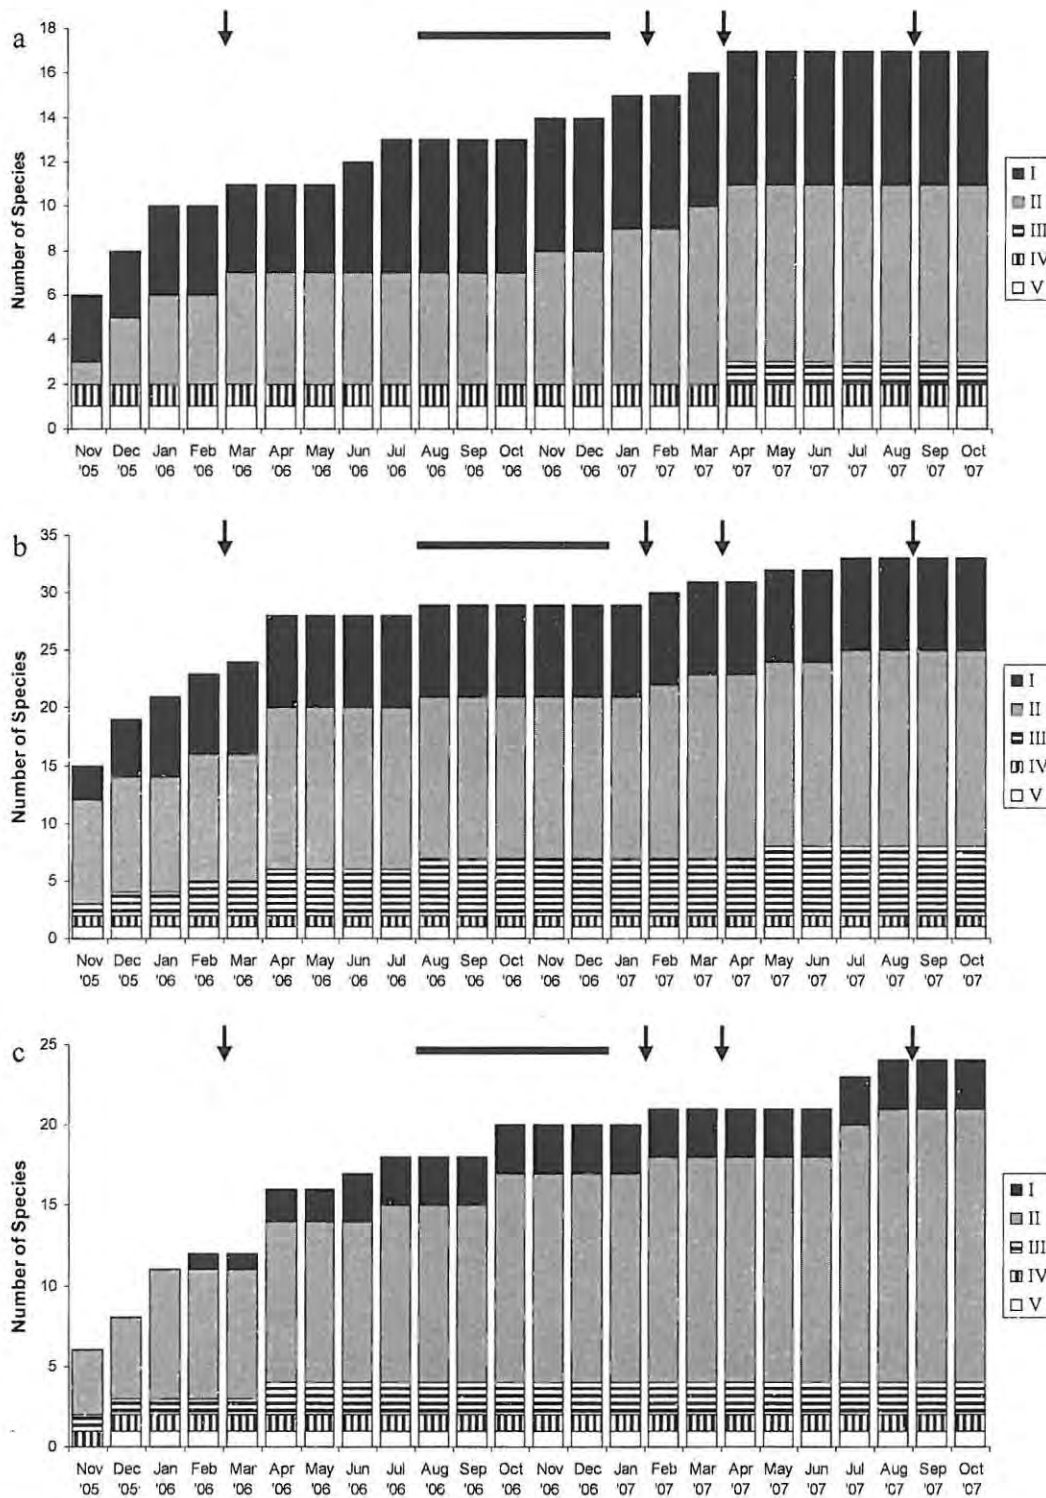 a
18
16
14
12
10
8
6
4
2
0
Number of Species
Nov Dec Jan Feb Mar Apr May Jun Jul Aug Sep Oct Nov Dec Jan Feb Mar Apr May Jun Jul Aug Sep Oct
'05 '05 '06 '06 '06 '06 '06 '06 '06 '06 '06 '06 '06 '06 '07 '07 '07 '07 '07 '07 '07 '07 '07 '07
I
II
III
IV
V
b
35
30
25
20
15
10
5
0
Number of Species
Nov Dec Jan Feb Mar Apr May Jun Jul Aug Sep Oct Nov Dec Jan Feb Mar Apr May Jun Jul Aug Sep Oct
'05 '05 '06 '06 '06 '06 '06 '06 '06 '06 '06 '06 '06 '06 '07 '07 '07 '07 '07 '07 '07 '07 '07 '07
I
II
III
IV
V
c
25
20
15
10
5
0
Number of Species
Nov Dec Jan Feb Mar Apr May Jun Jul Aug Sep Oct Nov Dec Jan Feb Mar Apr May Jun Jul Aug Sep Oct
'05 '05 '06 '06 '06 '06 '06 '06 '06 '06 '06 '06 '06 '06 '07 '07 '07 '07 '07 '07 '07 '07 '07 '07
I
II
III
IV
V